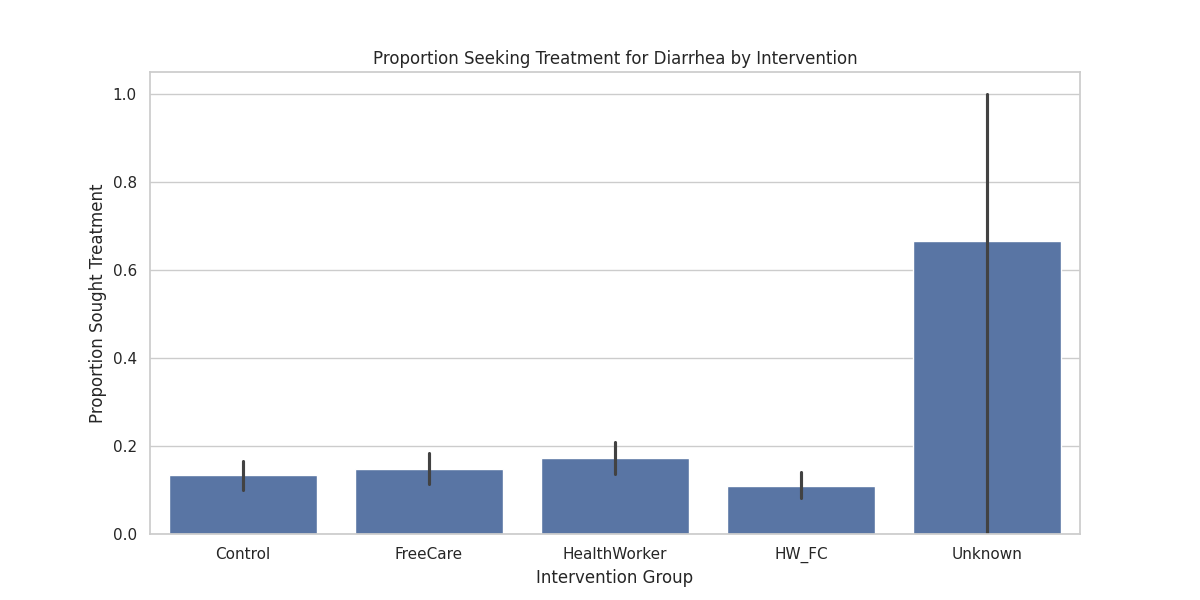 Proportion Seeking Treatment for Diarrhea by Intervention
Proportion Sought Treatment
1.0
0.8
0.6
0.4
0.2
0.0
Control FreeCare HealthWorker HW_FC Unknown
Intervention Group